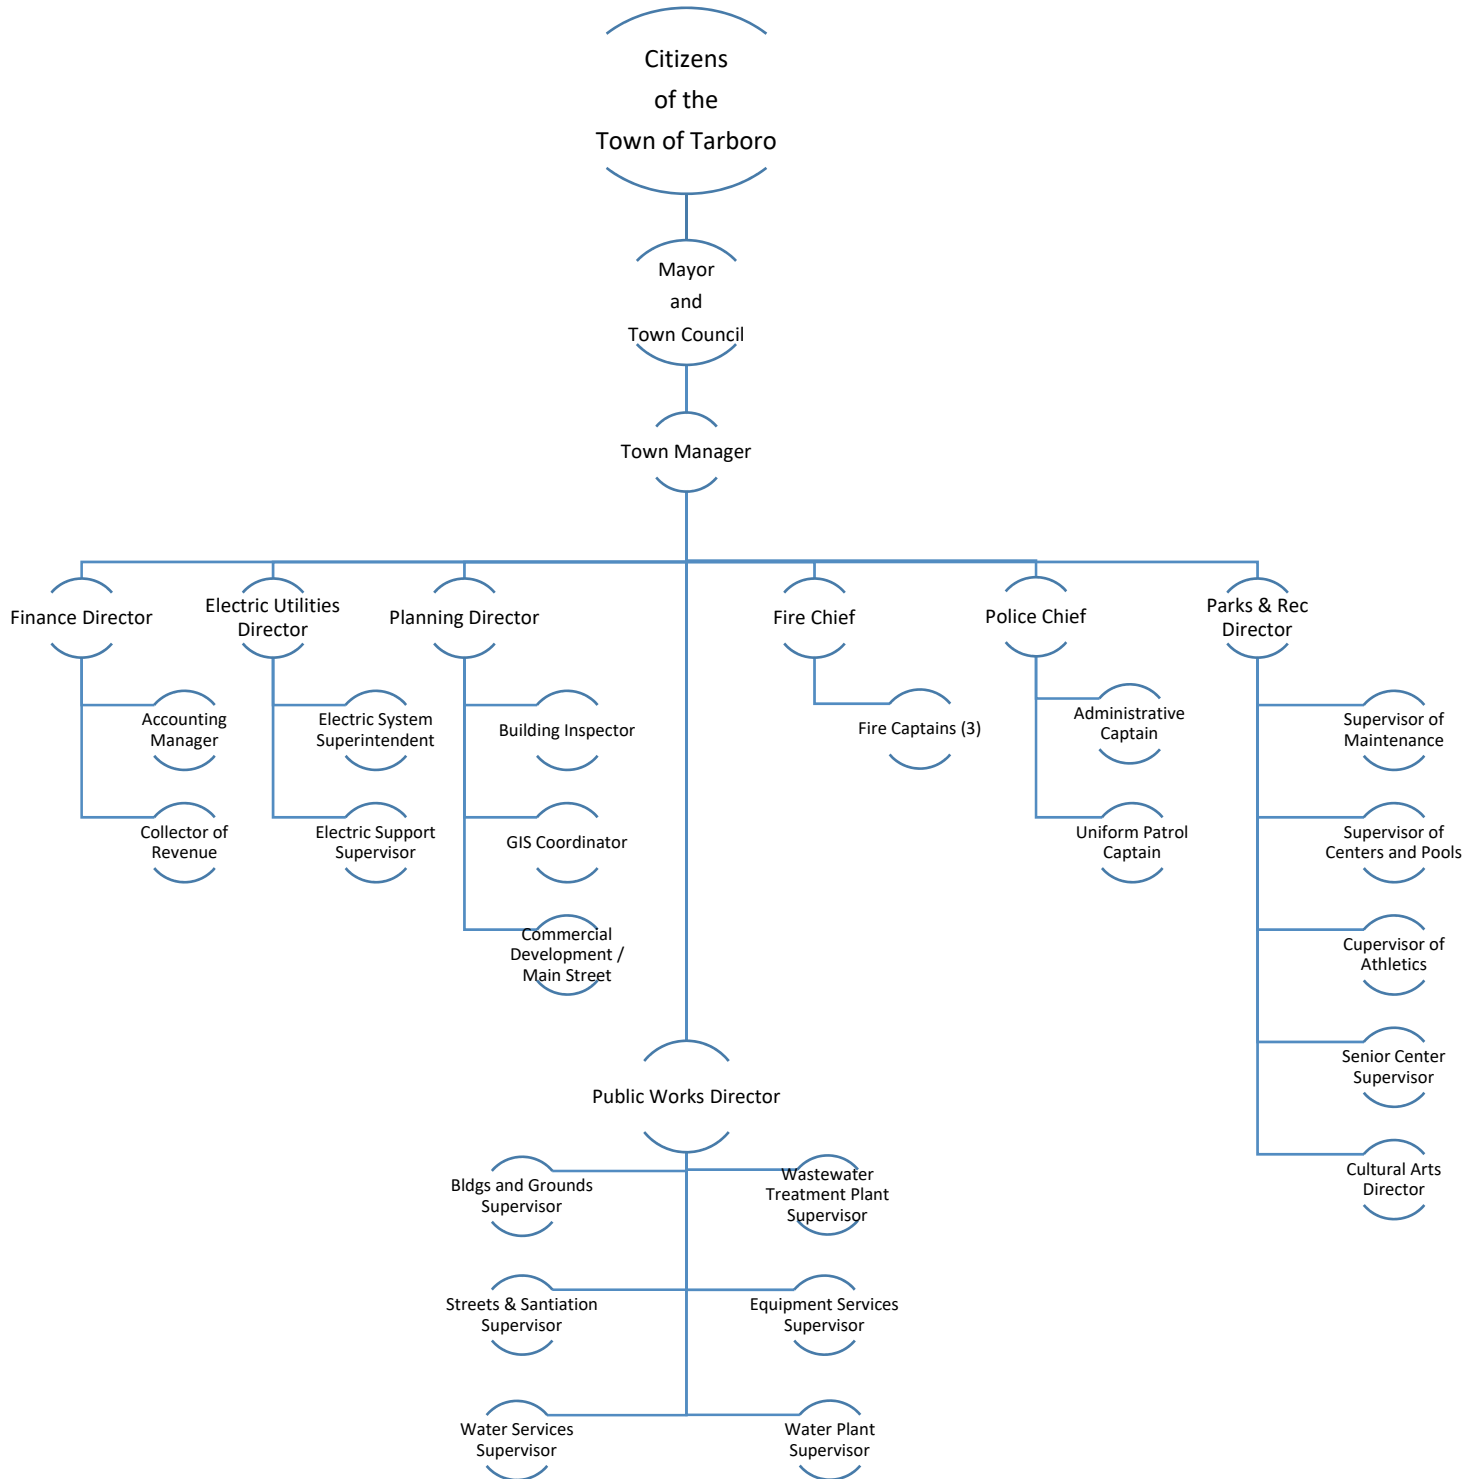 Citizens
of the
Town of Tarboro
Mayor
and
Town Council
Town Manager
Finance Director
Electric Utilities
Director
Planning Director
Fire Chief
Police Chief
Parks & Rec
Director
Accounting
Manager
Collector of
Revenue
Electric System
Superintendent
Electric Support
Supervisor
Building Inspector
GIS Coordinator
Commercial
Development /
Main Street
Fire Captains (3)
Administrative
Captain
Uniform Patrol
Captain
Supervisor of
Maintenance
Supervisor of
Centers and Pools
Cupervisor of
Athletics
Senior Center
Supervisor
Cultural Arts
Director
Public Works Director
Bldgs and Grounds
Supervisor
Wastewater
Treatment Plant
Supervisor
Streets & Santiation
Supervisor
Equipment Services
Supervisor
Water Services
Supervisor
Water Plant
Supervisor